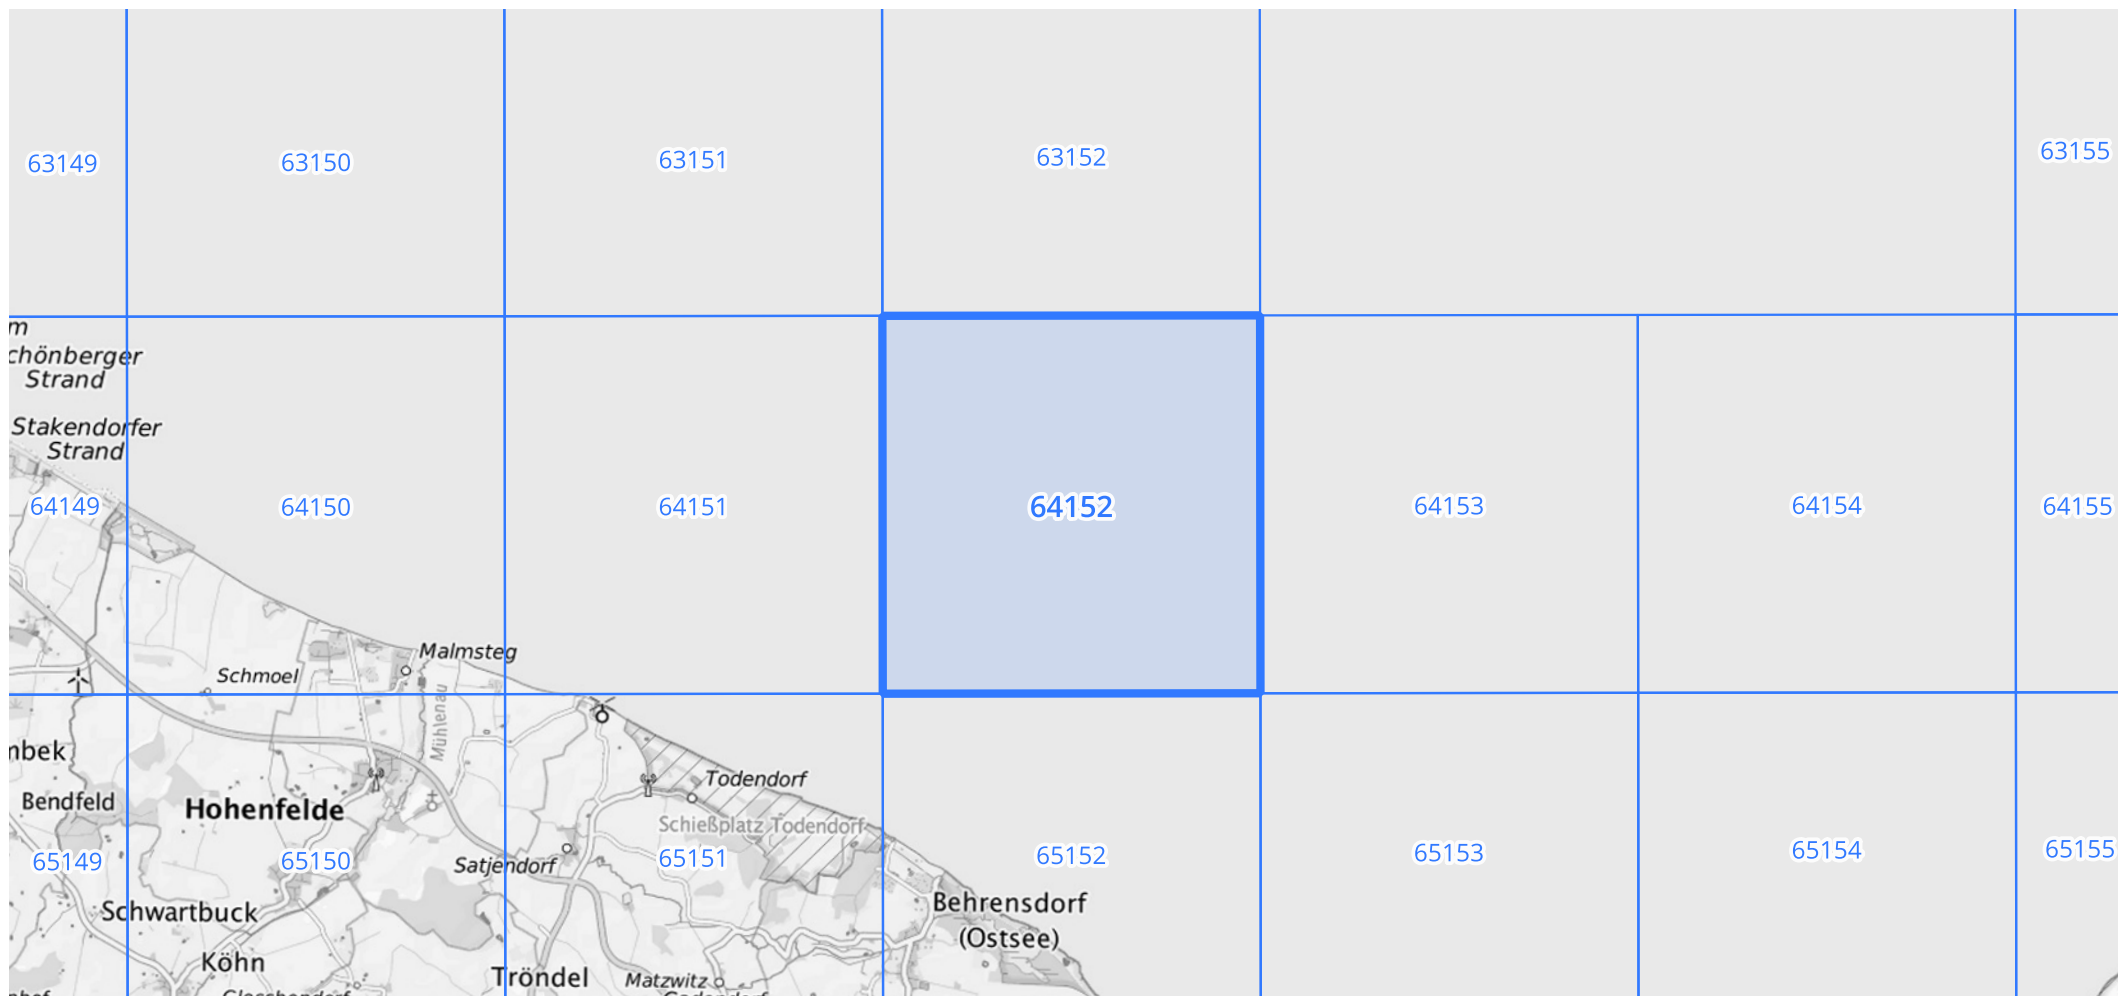 63149
63150
63151
63152
63155
chönberger
Strand
Stakendorfer
Strand
64149
64150
64151
64152
64153
64154
64155
Malmsteg
Schmoel
Mühlenau
Todendorf
Bendfeld
Hohenfelde
Schießplatz Todendorf
65149
65150
Satjendorf
65151
65152
65153
65154
65155
Schwartbuck
Behrensdorf
(Ostsee)
Köhn
Tröndel
Matzwitz